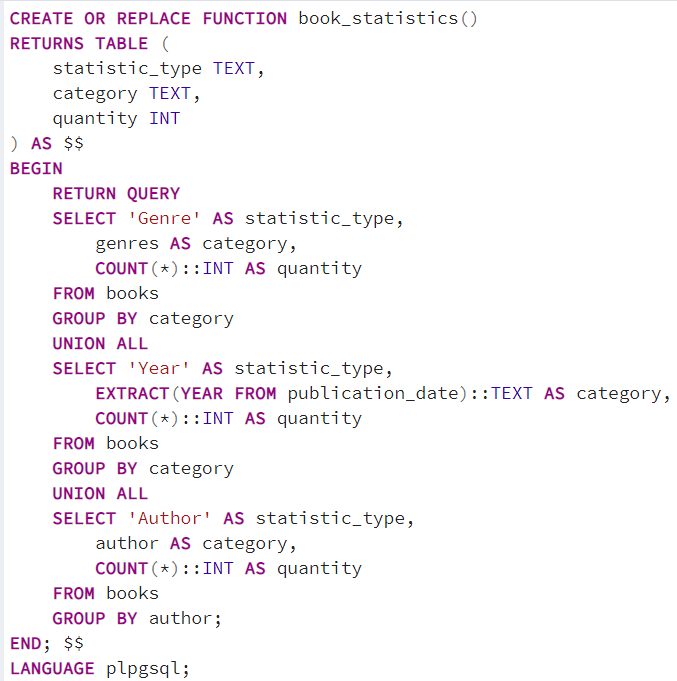 CREATE OR REPLACE FUNCTION book_statistics()
RETURNS TABLE (
    statistic_type TEXT,
    category TEXT,
    quantity INT
) AS $$
BEGIN
    RETURN QUERY
    SELECT 'Genre' AS statistic_type,
        genres AS category,
        COUNT(*)::INT AS quantity
    FROM books
    GROUP BY category
    UNION ALL
    SELECT 'Year' AS statistic_type,
        EXTRACT(YEAR FROM publication_date)::TEXT AS category,
        COUNT(*)::INT AS quantity
    FROM books
    GROUP BY category
    UNION ALL
    SELECT 'Author' AS statistic_type,
        author AS category,
        COUNT(*)::INT AS quantity
    FROM books
    GROUP BY author;
END; $$
LANGUAGE plpgsql;